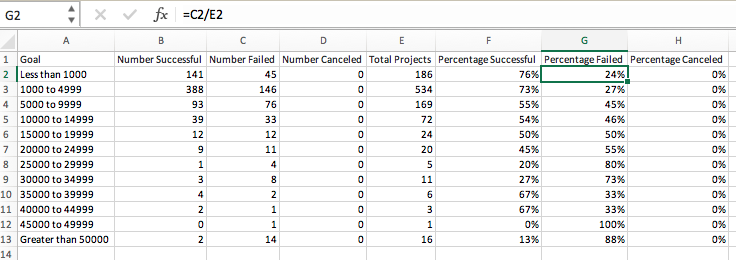 G2 fx =C2/E2
A B C D E F G H
1 Goal Number Successful Number Failed Number Canceled Total Projects Percentage Successful Percentage Failed Percentage Canceled
2 Less than 1000 141 45 0 186 76% 24% 0%
3 1000 to 4999 388 146 0 534 73% 27% 0%
4 5000 to 9999 93 76 0 169 55% 45% 0%
5 10000 to 14999 39 33 0 72 54% 46% 0%
6 15000 to 19999 12 12 0 24 50% 50% 0%
7 20000 to 24999 9 11 0 20 45% 55% 0%
8 25000 to 29999 1 4 0 5 20% 80% 0%
9 30000 to 34999 3 8 0 11 27% 73% 0%
10 35000 to 39999 4 2 0 6 67% 33% 0%
11 40000 to 44999 2 1 0 3 67% 33% 0%
12 45000 to 49999 0 1 0 1 0% 100% 0%
13 Greater than 50000 2 14 0 16 13% 88% 0%
14